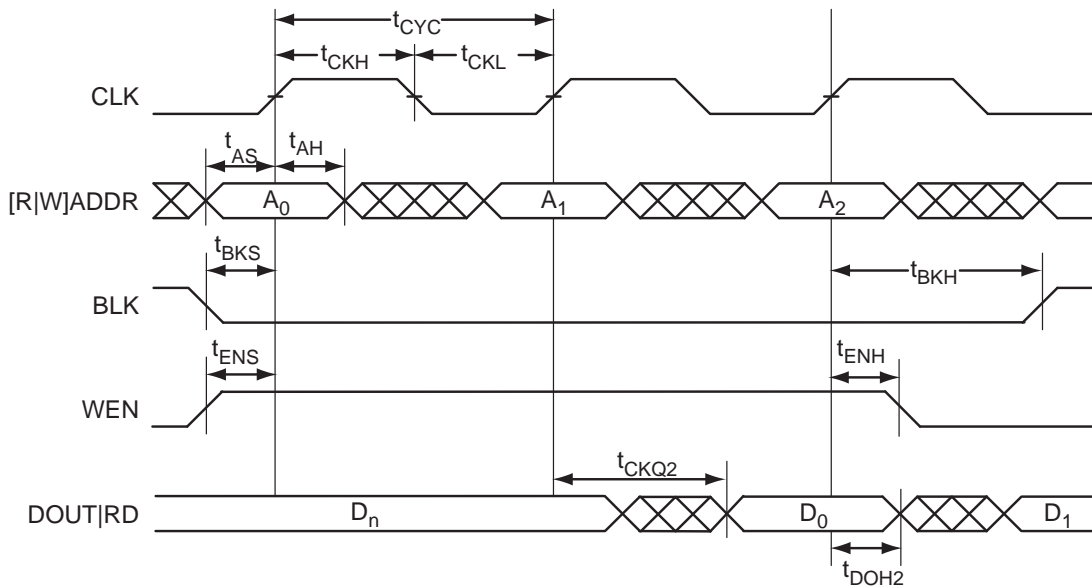 tCYC
tCKH tCKL
CLK
tAS tAH
[R|W]ADDR A0 A1 A2
tBKS tBKH
BLK
tENS tENH
WEN
tCKQ2
DOUT|RD Dn D0 D1
tDOH2